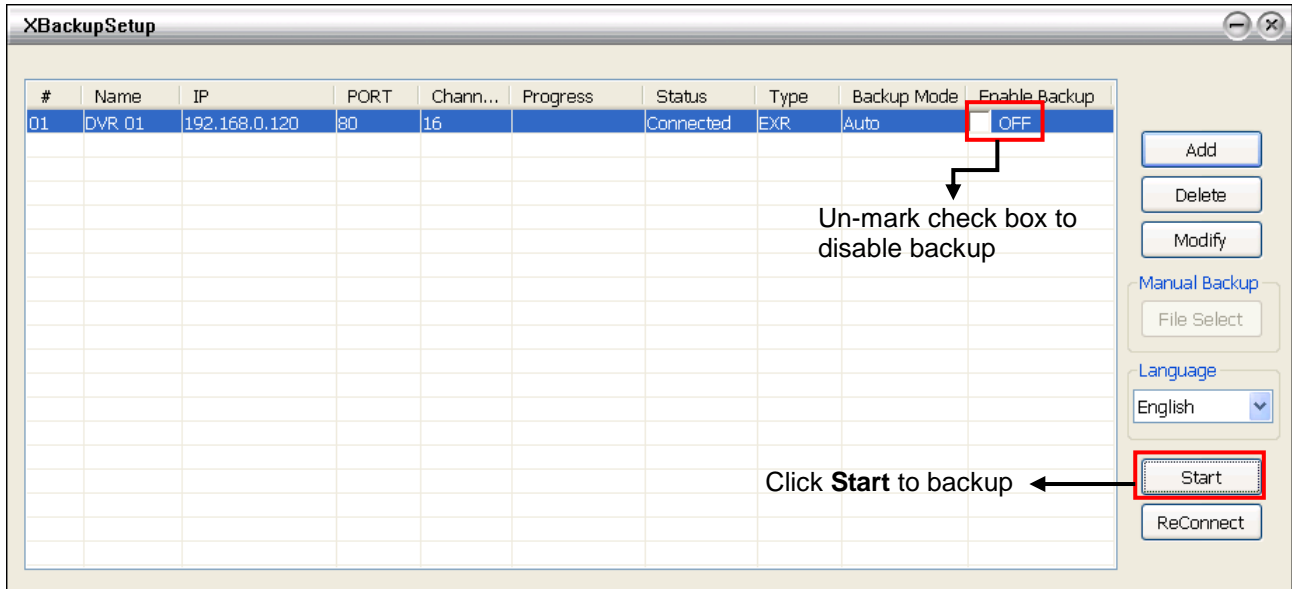 XBackupSetup
# Name IP PORT Chann... Progress Status Type Backup Mode Enable Backup
01 DVR 01 192.168.0.120 80 16 Connected EXR Auto OFF
Add
Delete
Un-mark check box to
disable backup
Modify
Manual Backup
File Select
Language
English
Click Start to backup
Start
ReConnect